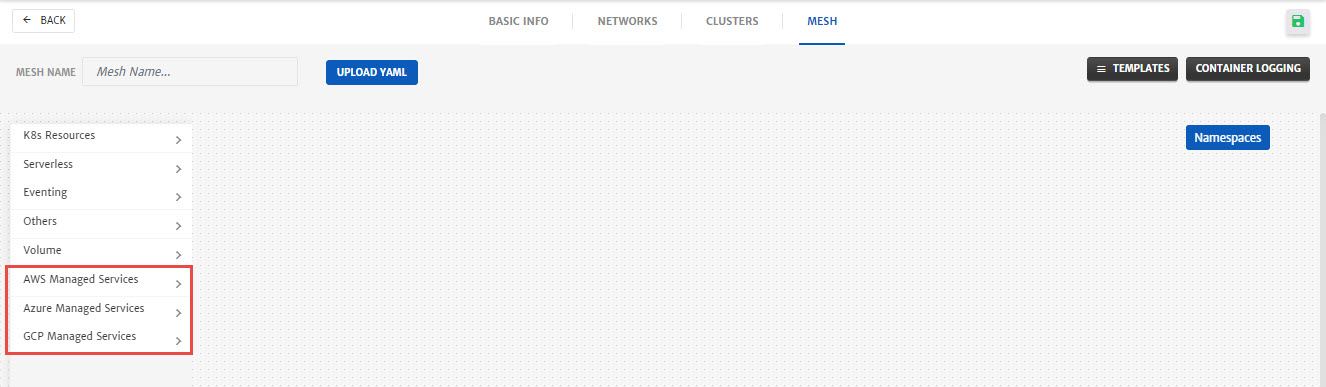 BACK
BASIC INFO
NETWORKS
CLUSTERS
MESH
MESH NAME
Mesh Name...
UPLOAD YAML
TEMPLATES
CONTAINER LOGGING
K8s Resources
Namespaces
Serverless
Eventing
Others
Volume
AWS Managed Services
Azure Managed Services
GCP Managed Services